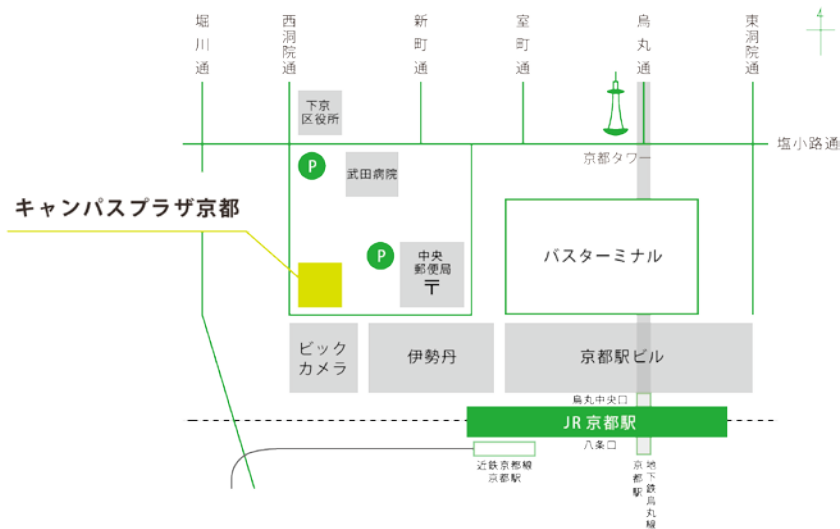 堀川通
西洞院通
新町通
室町通
烏丸通
東洞院通
下京
区役所
塩小路通
京都タワー
P
武田病院
キャンパスプラザ京都
P
中央
郵便局
〒
バスターミナル
ビック
カメラ
伊勢丹
京都駅ビル
烏丸中央口
JR 京都駅
八条口
近鉄京都線
京都駅
地下鉄烏丸線
京都駅